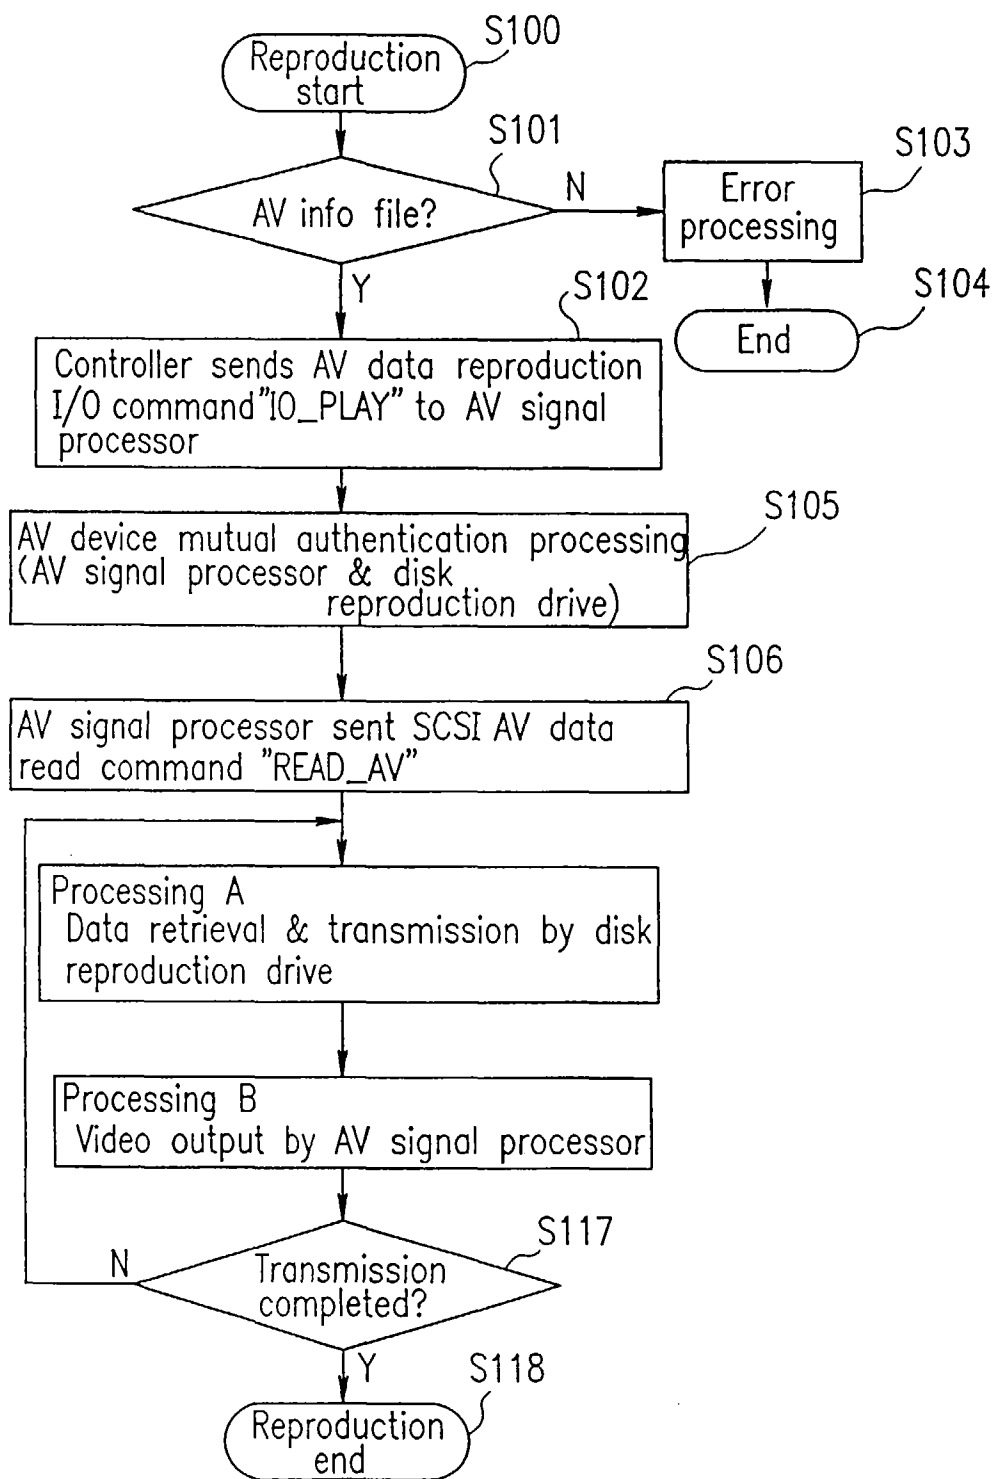 S100
Reproduction
start
S101
AV info file?
N
S103
Error
processing
Y
S102
S104
End
Controller sends AV data reproduction
I/O command"IO_PLAY" to AV signal
processor
S105
AV device mutual authentication processing
(AV signal processor & disk
reproduction drive)
S106
AV signal processor sent SCSI AV data
read command "READ_AV"
Processing A
Data retrieval & transmission by disk
reproduction drive
Processing B
Video output by AV signal processor
S117
N
Transmission
completed?
Y
S118
Reproduction
end